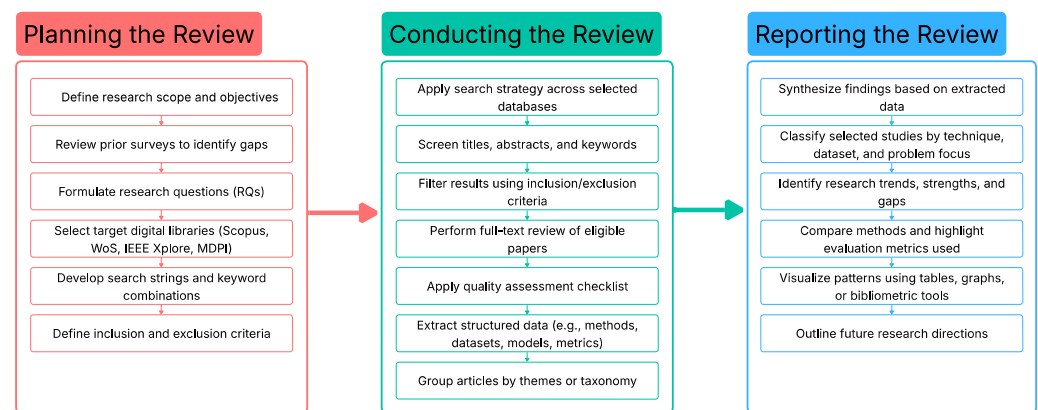 Planning the Review
Define research scope and objectives
Review prior surveys to identify gaps
Formulate research questions (RQs)
Select target digital libraries (Scopus,
WoS, IEEE Xplore, MDPI)
Develop search strings and keyword
combinations
Define inclusion and exclusion criteria
Conducting the Review
Apply search strategy across selected
databases
Screen titles, abstracts, and keywords
Filter results using inclusion/exclusion
criteria
Perform full-text review of eligible
papers
Apply quality assessment checklist
Extract structured data (e.g., methods,
datasets, models, metrics)
Group articles by themes or taxonomy
Reporting the Review
Synthesize findings based on extracted
data
Classify selected studies by technique,
dataset, and problem focus
Identify research trends, strengths, and
gaps
Compare methods and highlight
evaluation metrics used
Visualize patterns using tables, graphs,
or bibliometric tools
Outline future research directions